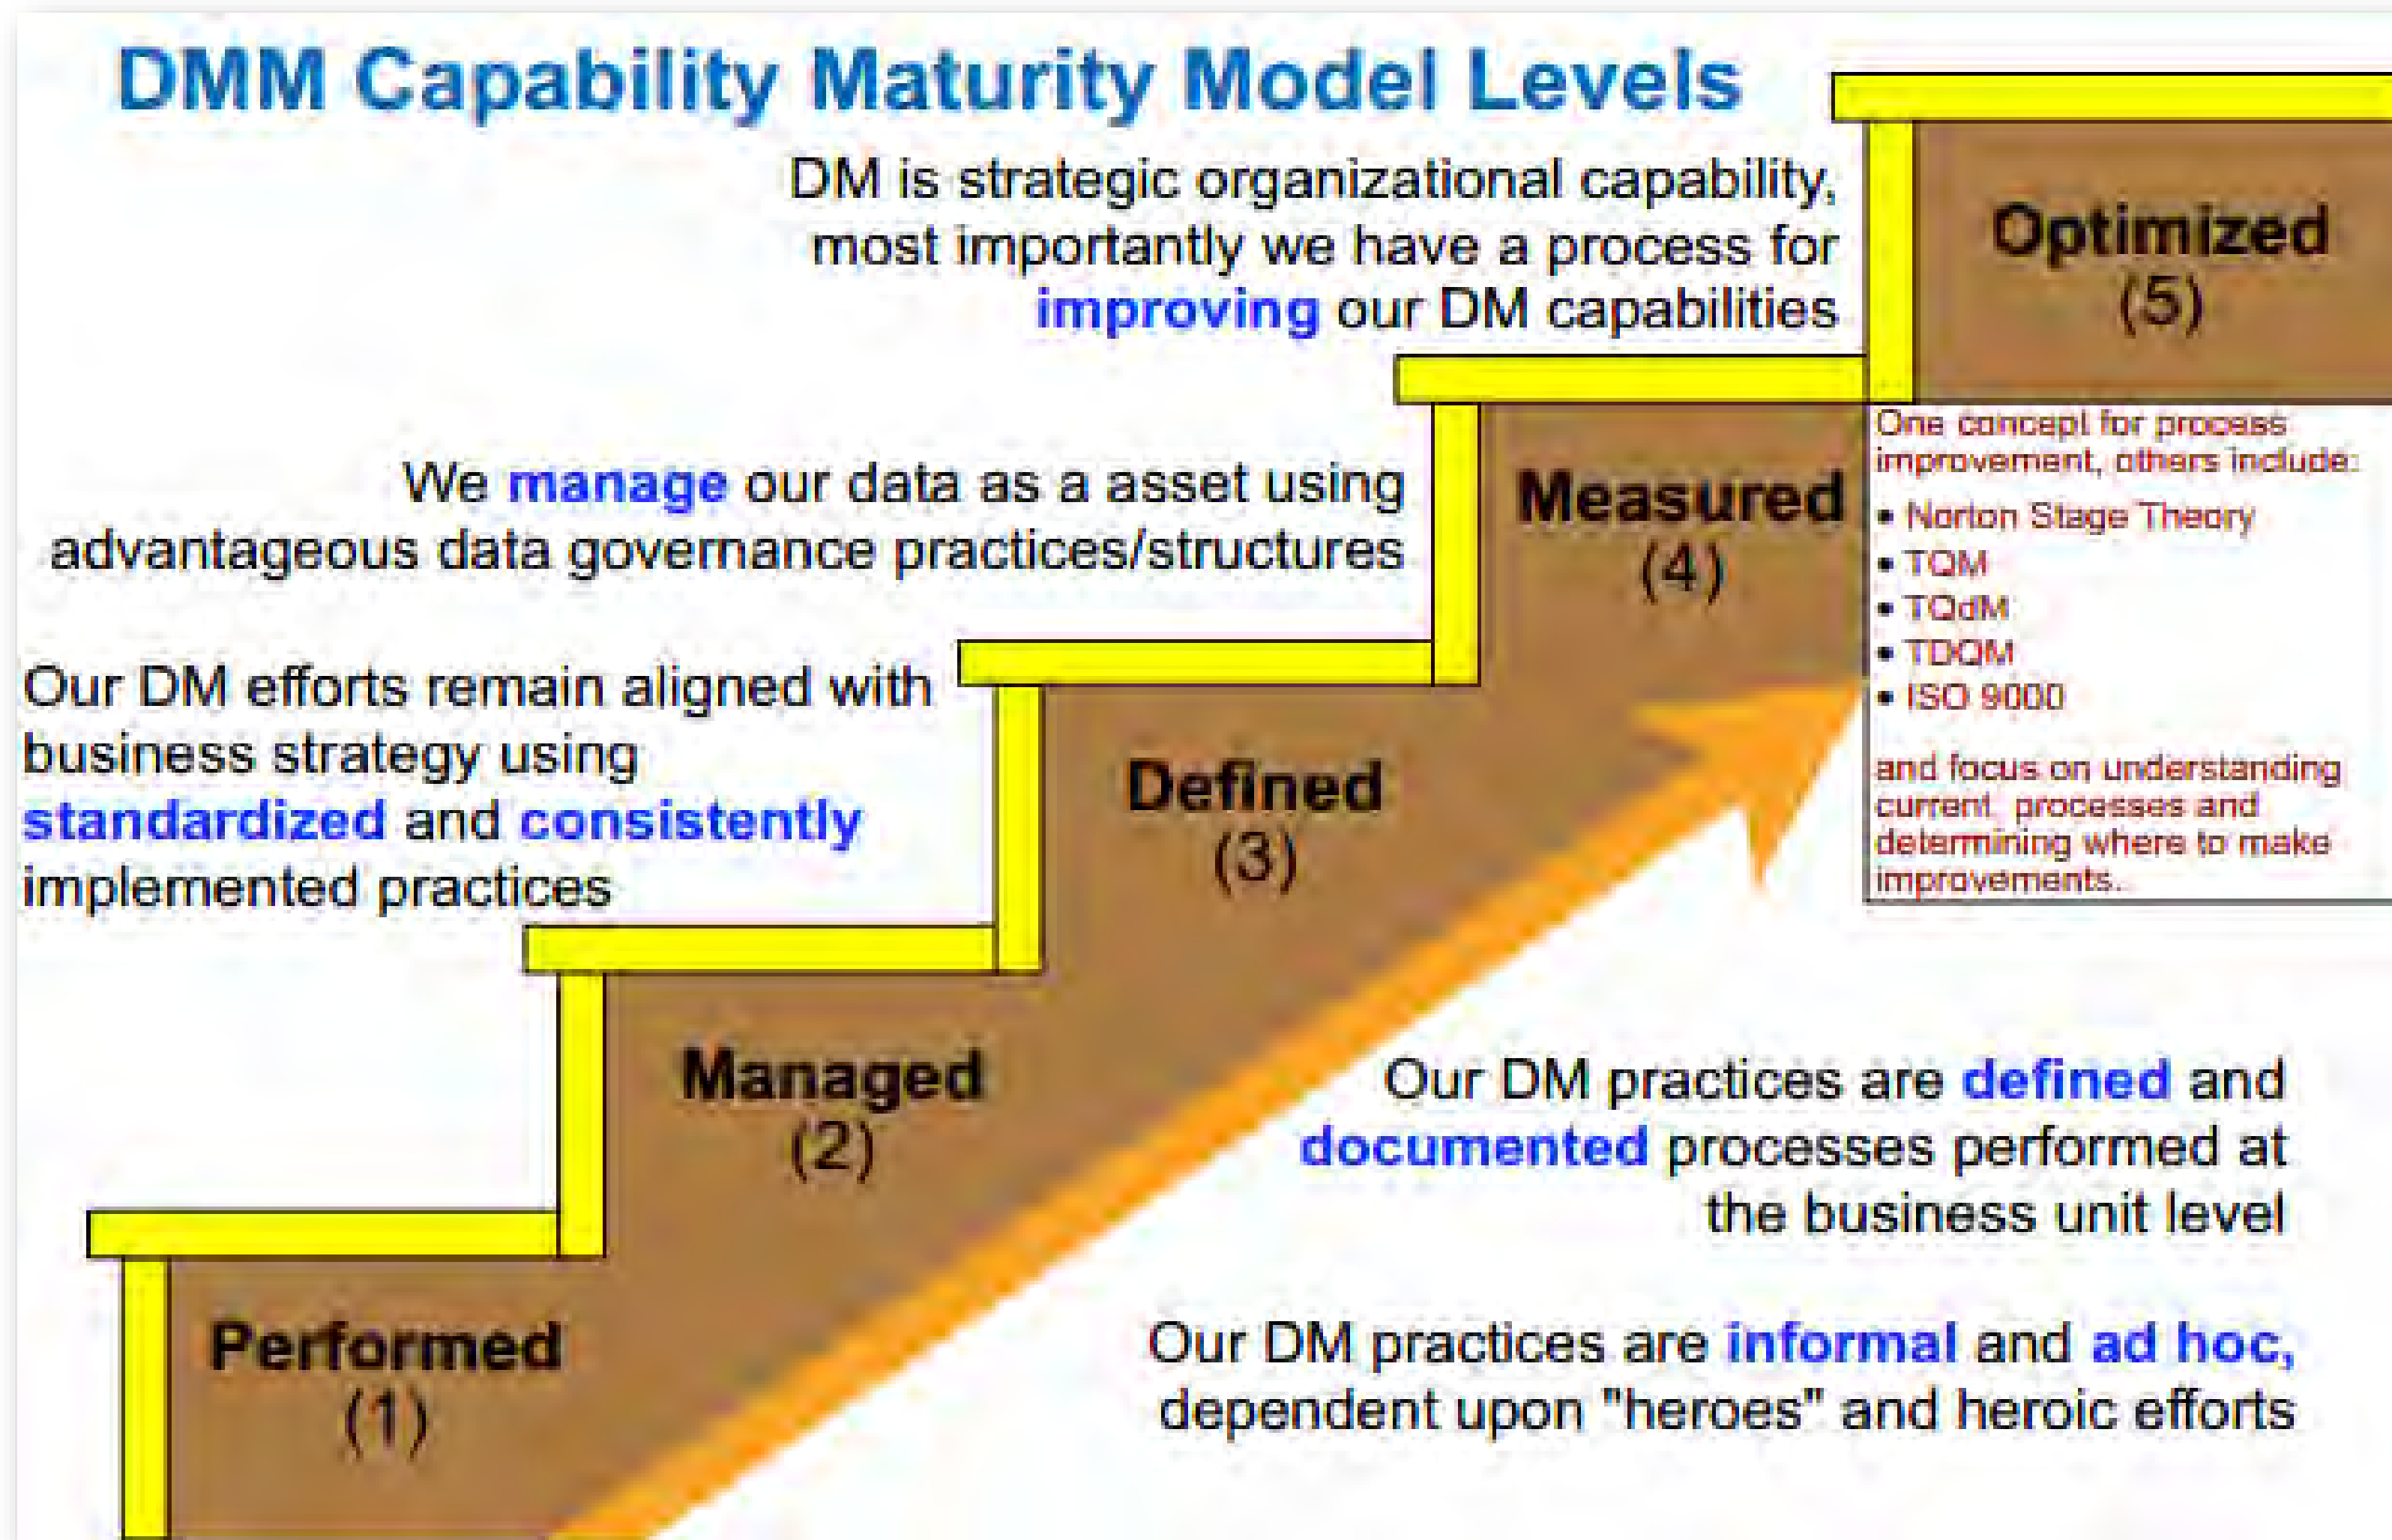 DMM Capability Maturity Model Levels
DM is strategic organizational capability,
most importantly we have a process for
improving our DM capabilities
Optimized
(5)
We manage our data as a asset using
advantageous data governance practices/structures
Measured
(4)
One concept for process
improvement, others include:
• Norton Stage Theory
• TQM
• TQdM
• TDQM
• ISO 9000
and focus on understanding
current processes and
determining where to make
improvements.
Our DM efforts remain aligned with
business strategy using
standardized and consistently
implemented practices
Defined
(3)
Managed
(2)
Our DM practices are defined and
documented processes performed at
the business unit level
Performed
(1)
Our DM practices are informal and ad hoc,
dependent upon "heroes" and heroic efforts